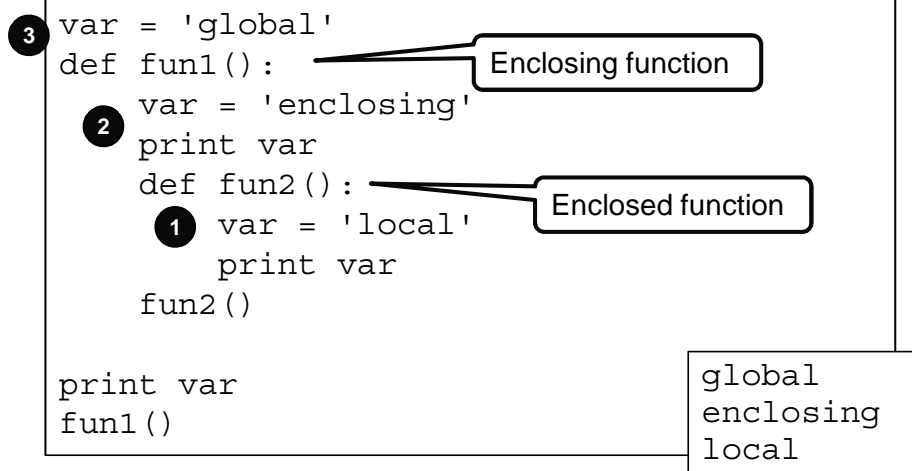 3 var = 'global'
def fun1():
Enclosing function
    var = 'enclosing'
2
    print var
    def fun2():
Enclosed function
1        var = 'local'
        print var
    fun2()
print var
fun1()
global
enclosing
local